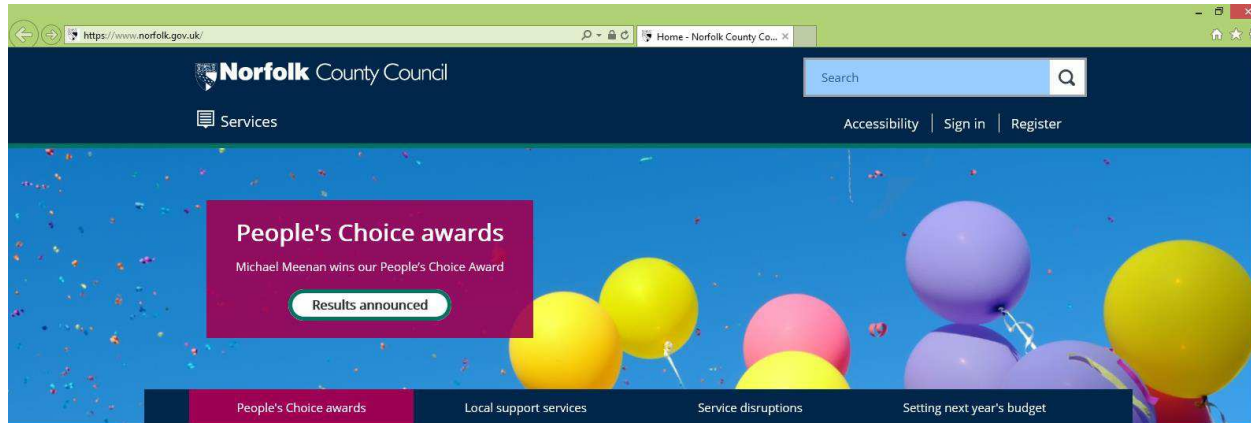 https://www.norfolk.gov.uk/
Home - Norfolk County Co...
Norfolk County Council
Search
Services
Accessibility
Sign in
Register
People's Choice awards
Michael Meenan wins our People's Choice Award
Results announced
People's Choice awards
Local support services
Service disruptions
Setting next year's budget